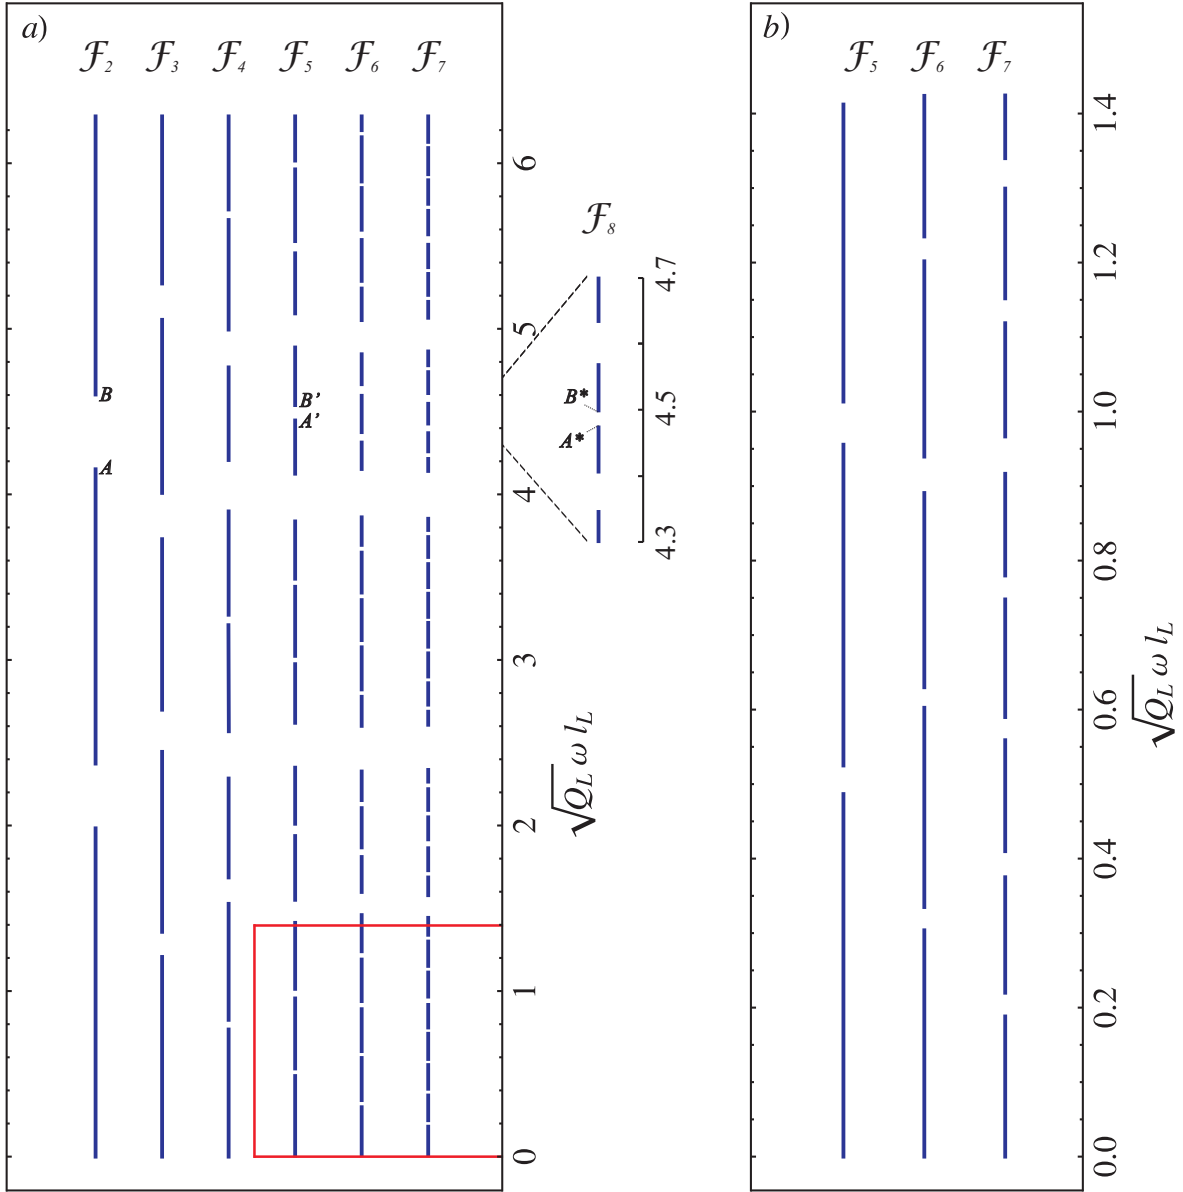 a)
ℱ₂ ℱ₃ ℱ₄ ℱ₅ ℱ₆ ℱ₇
B
A
B'
A'
6
5
4
3
2
1
0
√Q_L ω l_L
ℱ₈
4.7
4.5
4.3
B*
A*
b)
ℱ₅ ℱ₆ ℱ₇
1.4
1.2
1.0
0.8
0.6
0.4
0.2
0.0
√Q_L ω l_L